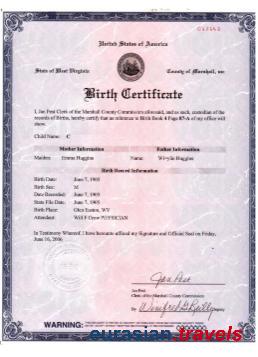 United States of America
State of West Virginia County of Marshall, ss:
Birth Certificate
I, Jan Pest Clerk of the Marshall County Commission aforesaid, and as such, custodian of the
records of Births, hereby certify that as reference to Birth Book 4 Page 87-A of my office will
show.
Child Name: C
Mother Information Father Information
Maiden: Emma Huggins Name: Huggins
Birth Record Information
Birth Date: June 7, 1905
Birth Sex: M
Date Recorded: June 7, 1905
State File Date: June 7, 1905
Birth Place: Glen Easton, WV
Attendant: PHYSICIAN
In Testimony Whereof, I have hereunto affixed my Signature and Official Seal on Friday,
June 16, 2006
Jan Pest
Jan Pest
Clerk of the Marshall County Commission
By Deputy
WARNING:
eurasian.travels